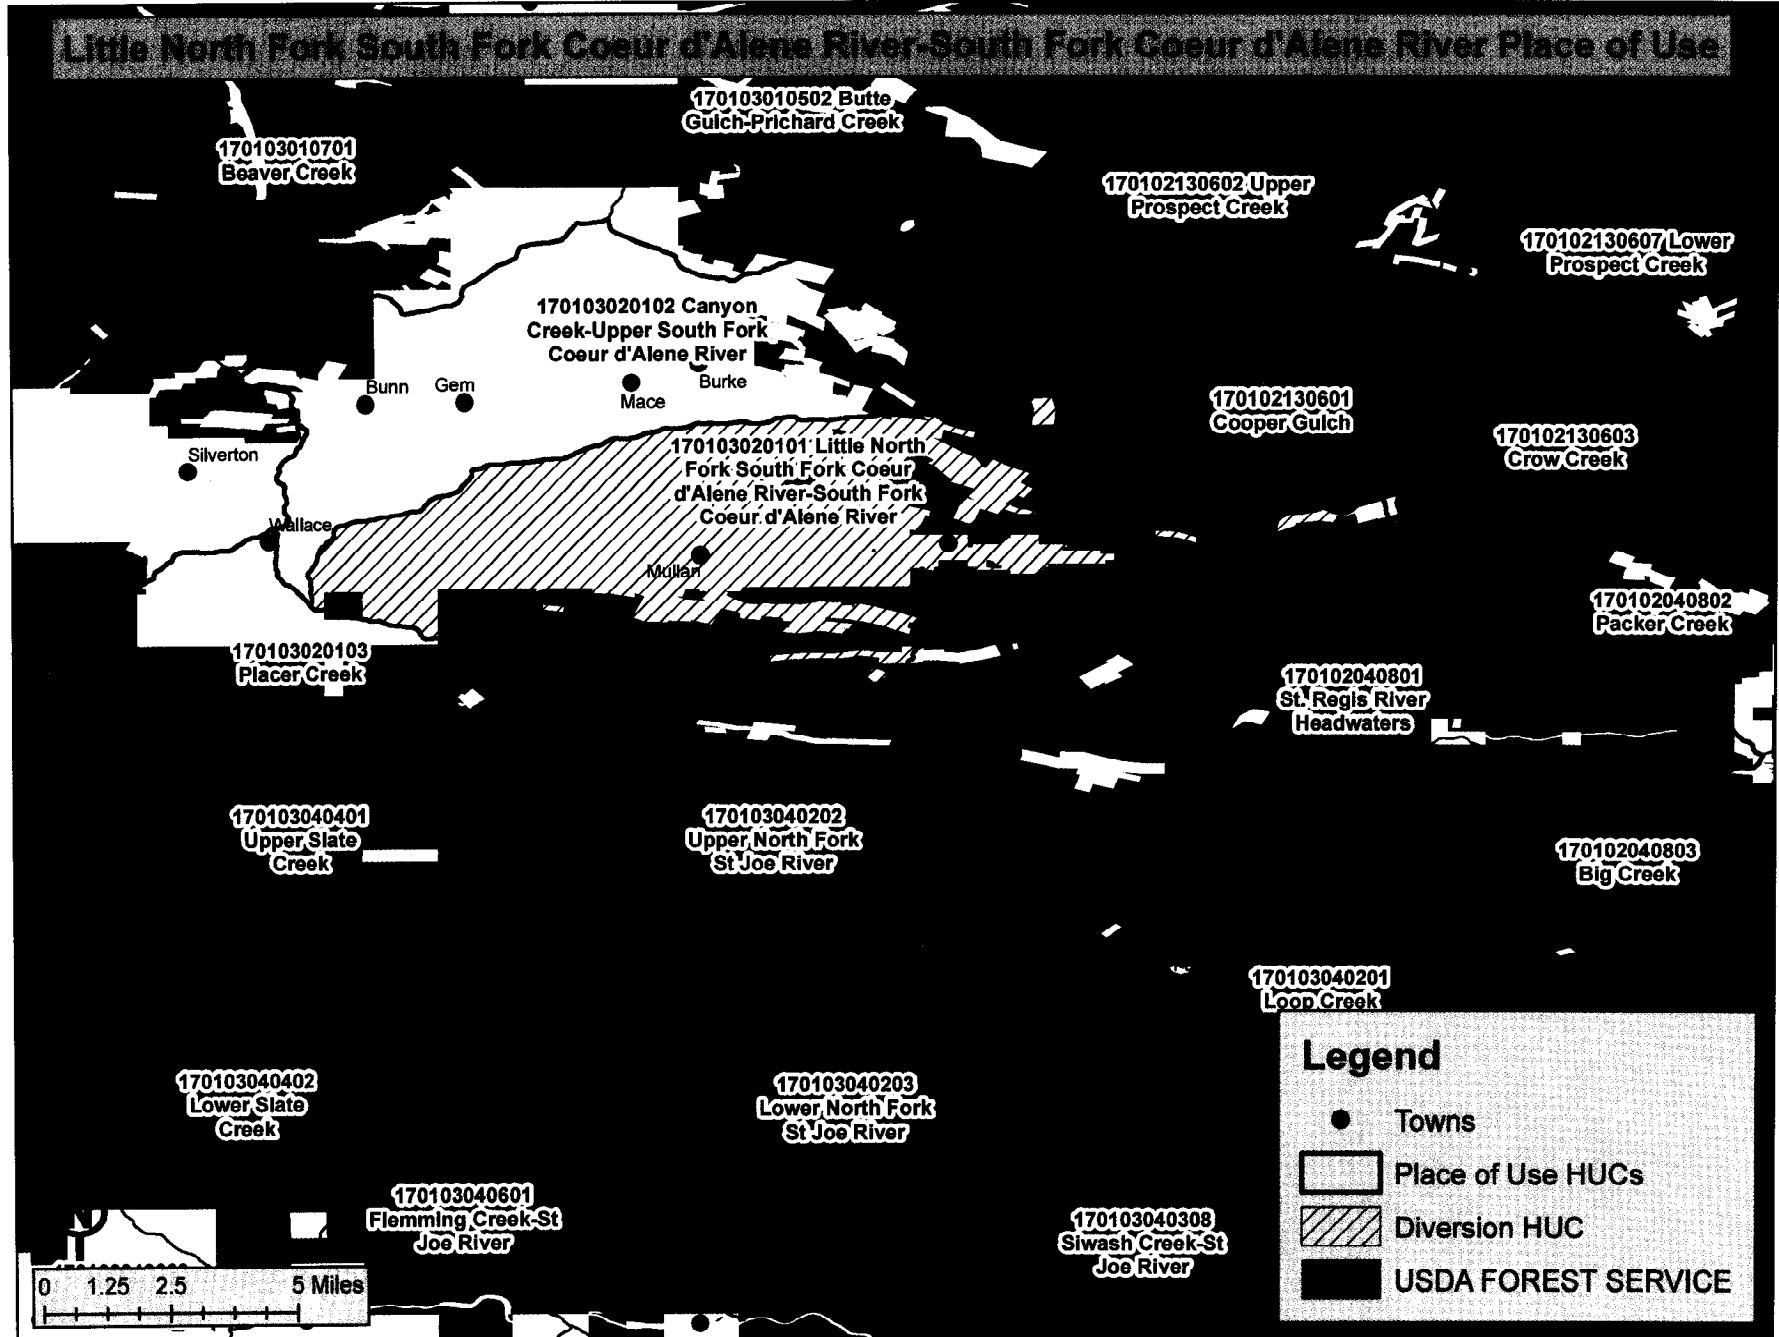 Little North Fork South Fork Coeur d'Alene River-South Fork Coeur d'Alene River Place of Use
170103010502 Butte
Gulch-Prichard Creek
170103010701
Beaver Creek
170102130602 Upper
Prospect Creek
170102130607 Lower
Prospect Creek
170103020102 Canyon
Creek-Upper South Fork
Coeur d'Alene River
Bunn
Gem
Mace
Burke
170102130601
Cooper Gulch
170102130603
Crow Creek
Silverton
170103020101 Little North
Fork South Fork Coeur
d'Alene River-South Fork
Coeur d'Alene River
Wallace
Mullan
170102040802
Packer Creek
170103020103
Placer Creek
170102040801
St. Regis River
Headwaters
170103040401
Upper Slate
Creek
170103040202
Upper North Fork
St Joe River
170102040803
Big Creek
170103040201
Loop Creek
170103040402
Lower Slate
Creek
170103040203
Lower North Fork
St Joe River
170103040601
Flemming Creek-St
Joe River
170103040308
Siwash Creek-St
Joe River
N
0 1.25 2.5 5 Miles
Legend
Towns
Place of Use HUCs
Diversion HUC
USDA FOREST SERVICE